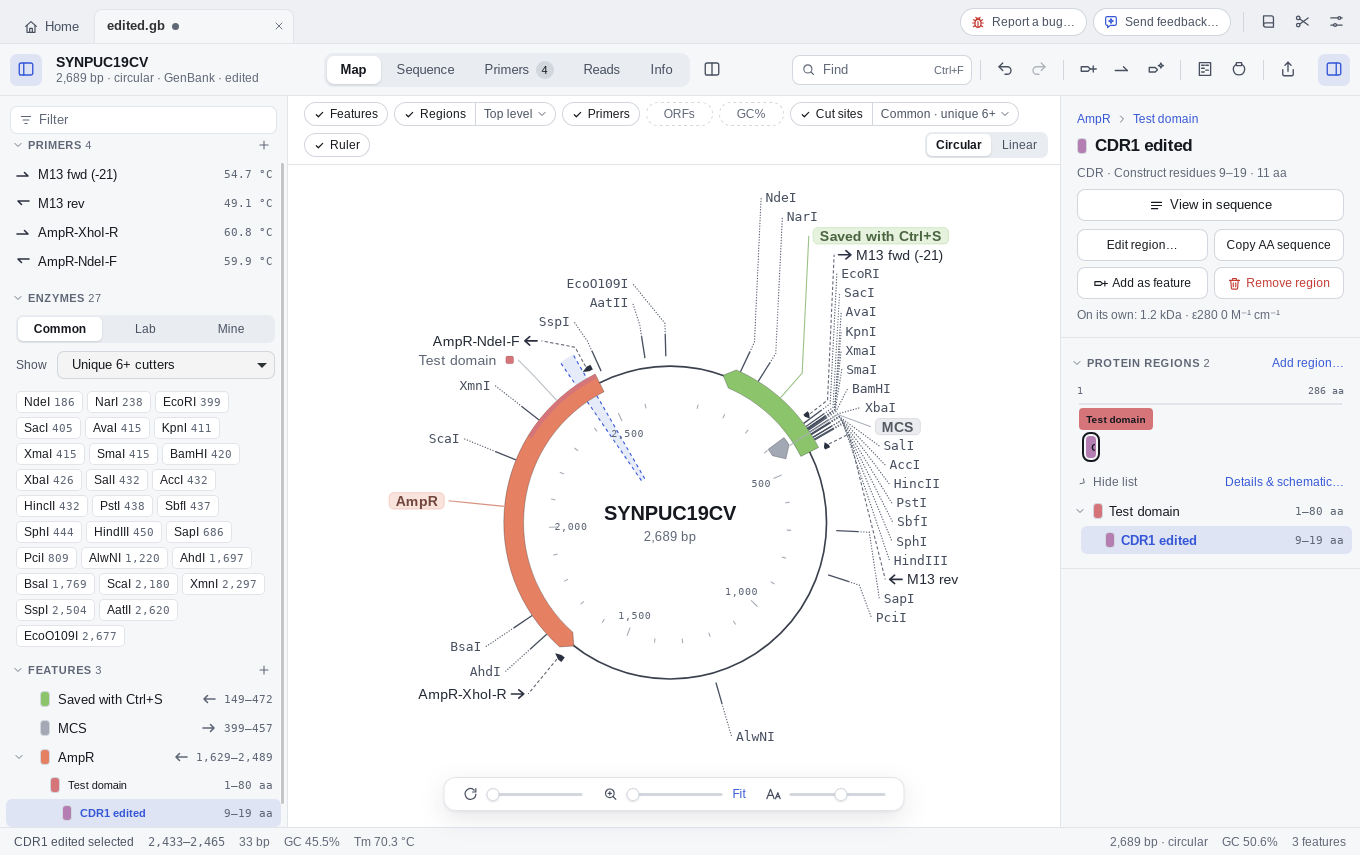 Home
edited.gb
Report a bug…
Send feedback…
SYNPUC19CV
2,689 bp · circular · GenBank · edited
Map
Sequence
Primers 4
Reads
Info
Find
Ctrl+F
Filter
PRIMERS 4
M13 fwd (-21) 54.7 °C
M13 rev 49.1 °C
AmpR-XhoI-R 60.8 °C
AmpR-NdeI-F 59.9 °C
ENZYMES 27
Common
Lab
Mine
Show
Unique 6+ cutters
NdeI 186 NarI 238 EcoRI 399
SacI 405 AvaI 415 KpnI 411
XmaI 415 SmaI 415 BamHI 420
XbaI 426 SalI 432 AccI 432
HincII 432 PstI 438 SbfI 437
SphI 444 HindIII 450 SapI 686
PciI 809 AlwNI 1,220 AhdI 1,697
BsaI 1,769 ScaI 2,180 XmnI 2,297
SspI 2,504 AatII 2,620
EcoO109I 2,677
FEATURES 3
Saved with Ctrl+S 149–472
MCS 399–457
AmpR 1,629–2,489
Test domain 1–80 aa
CDR1 edited 9–19 aa
Features
Regions
Top level
Primers
ORFs
GC%
Cut sites
Common · unique 6+
Ruler
Circular
Linear
NdeI
NarI
Saved with Ctrl+S
M13 fwd (-21)
EcoRI
EcoO109I
SacI
AatII
AvaI
SspI
KpnI
AmpR-NdeI-F
XmaI
Test domain
SmaI
XmnI
BamHI
XbaI
MCS
2,500
ScaI
SalI
AccI
500
HincII
AmpR
PstI
SYNPUC19CV
SbfI
2,000
2,689 bp
SphI
HindIII
M13 rev
1,000
SapI
1,500
PciI
BsaI
AhdI
AmpR-XhoI-R
AlwNI
Fit
AA
AmpR
Test domain
CDR1 edited
CDR · Construct residues 9–19 · 11 aa
View in sequence
Edit region…
Copy AA sequence
Add as feature
Remove region
On its own: 1.2 kDa · ε280 0 M⁻¹ cm⁻¹
PROTEIN REGIONS 2
Add region…
1
286 aa
Test domain
Hide list
Details & schematic…
Test domain 1–80 aa
CDR1 edited 9–19 aa
CDR1 edited selected 2,433–2,465 33 bp GC 45.5% Tm 70.3 °C
2,689 bp · circular GC 50.6% 3 features